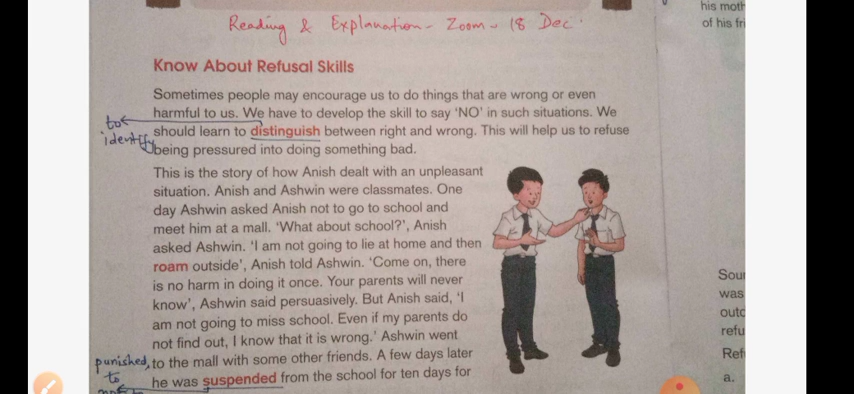 his moth
of his fri
Reading & Explanation - Zoom - 18 Dec.
Know About Refusal Skills
Sometimes people may encourage us to do things that are wrong or even
harmful to us. We have to develop the skill to say 'NO' in such situations. We
to
should learn to distinguish between right and wrong. This will help us to refuse
identify
being pressured into doing something bad.
This is the story of how Anish dealt with an unpleasant
situation. Anish and Ashwin were classmates. One
day Ashwin asked Anish not to go to school and
meet him at a mall. 'What about school?', Anish
asked Ashwin. 'I am not going to lie at home and then
roam outside', Anish told Ashwin. 'Come on, there
is no harm in doing it once. Your parents will never
know', Ashwin said persuasively. But Anish said, 'I
am not going to miss school. Even if my parents do
not find out, I know that it is wrong.' Ashwin went
punished,
to the mall with some other friends. A few days later
to
he was suspended from the school for ten days for
Sour
was
outd
refu
Ref
a.